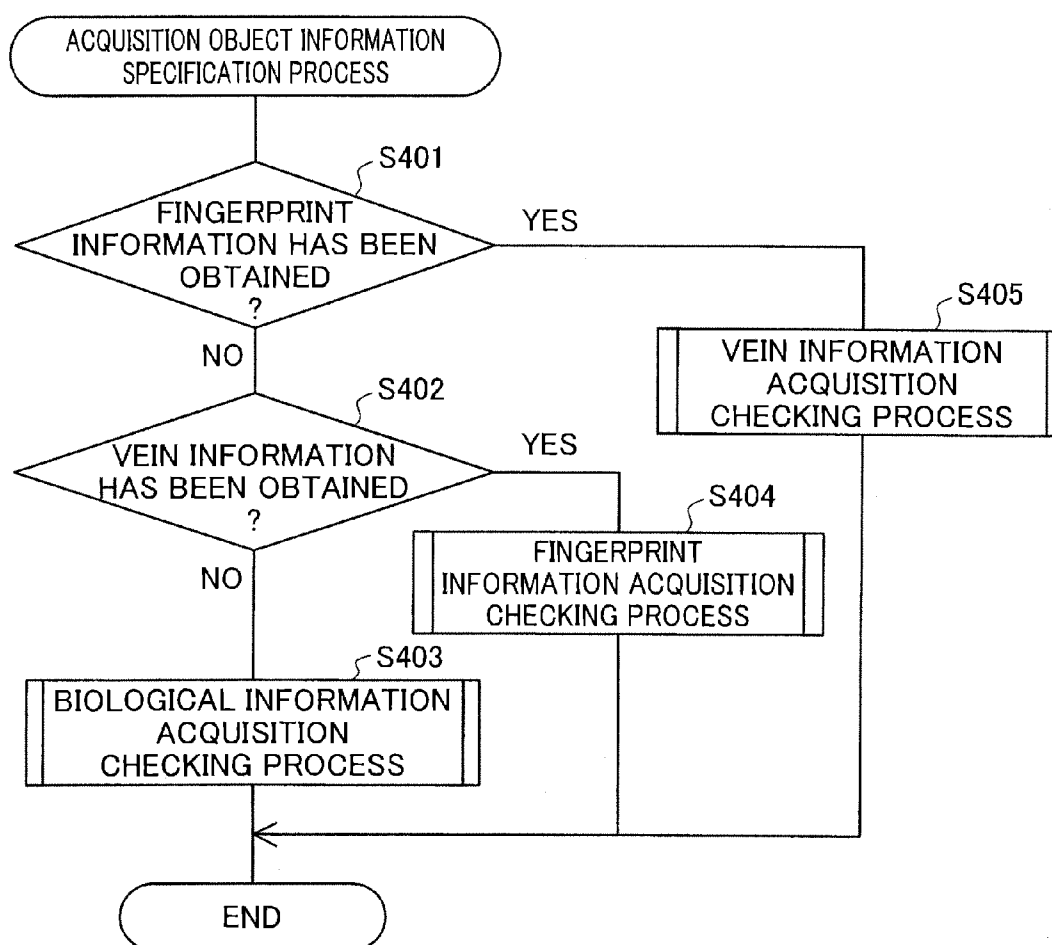 ACQUISITION OBJECT INFORMATION
SPECIFICATION PROCESS
S401
FINGERPRINT
INFORMATION HAS BEEN
OBTAINED
?
YES
NO
S405
VEIN INFORMATION
ACQUISITION
CHECKING PROCESS
S402
VEIN INFORMATION
HAS BEEN OBTAINED
?
YES
NO
S404
FINGERPRINT
INFORMATION ACQUISITION
CHECKING PROCESS
S403
BIOLOGICAL INFORMATION
ACQUISITION
CHECKING PROCESS
END